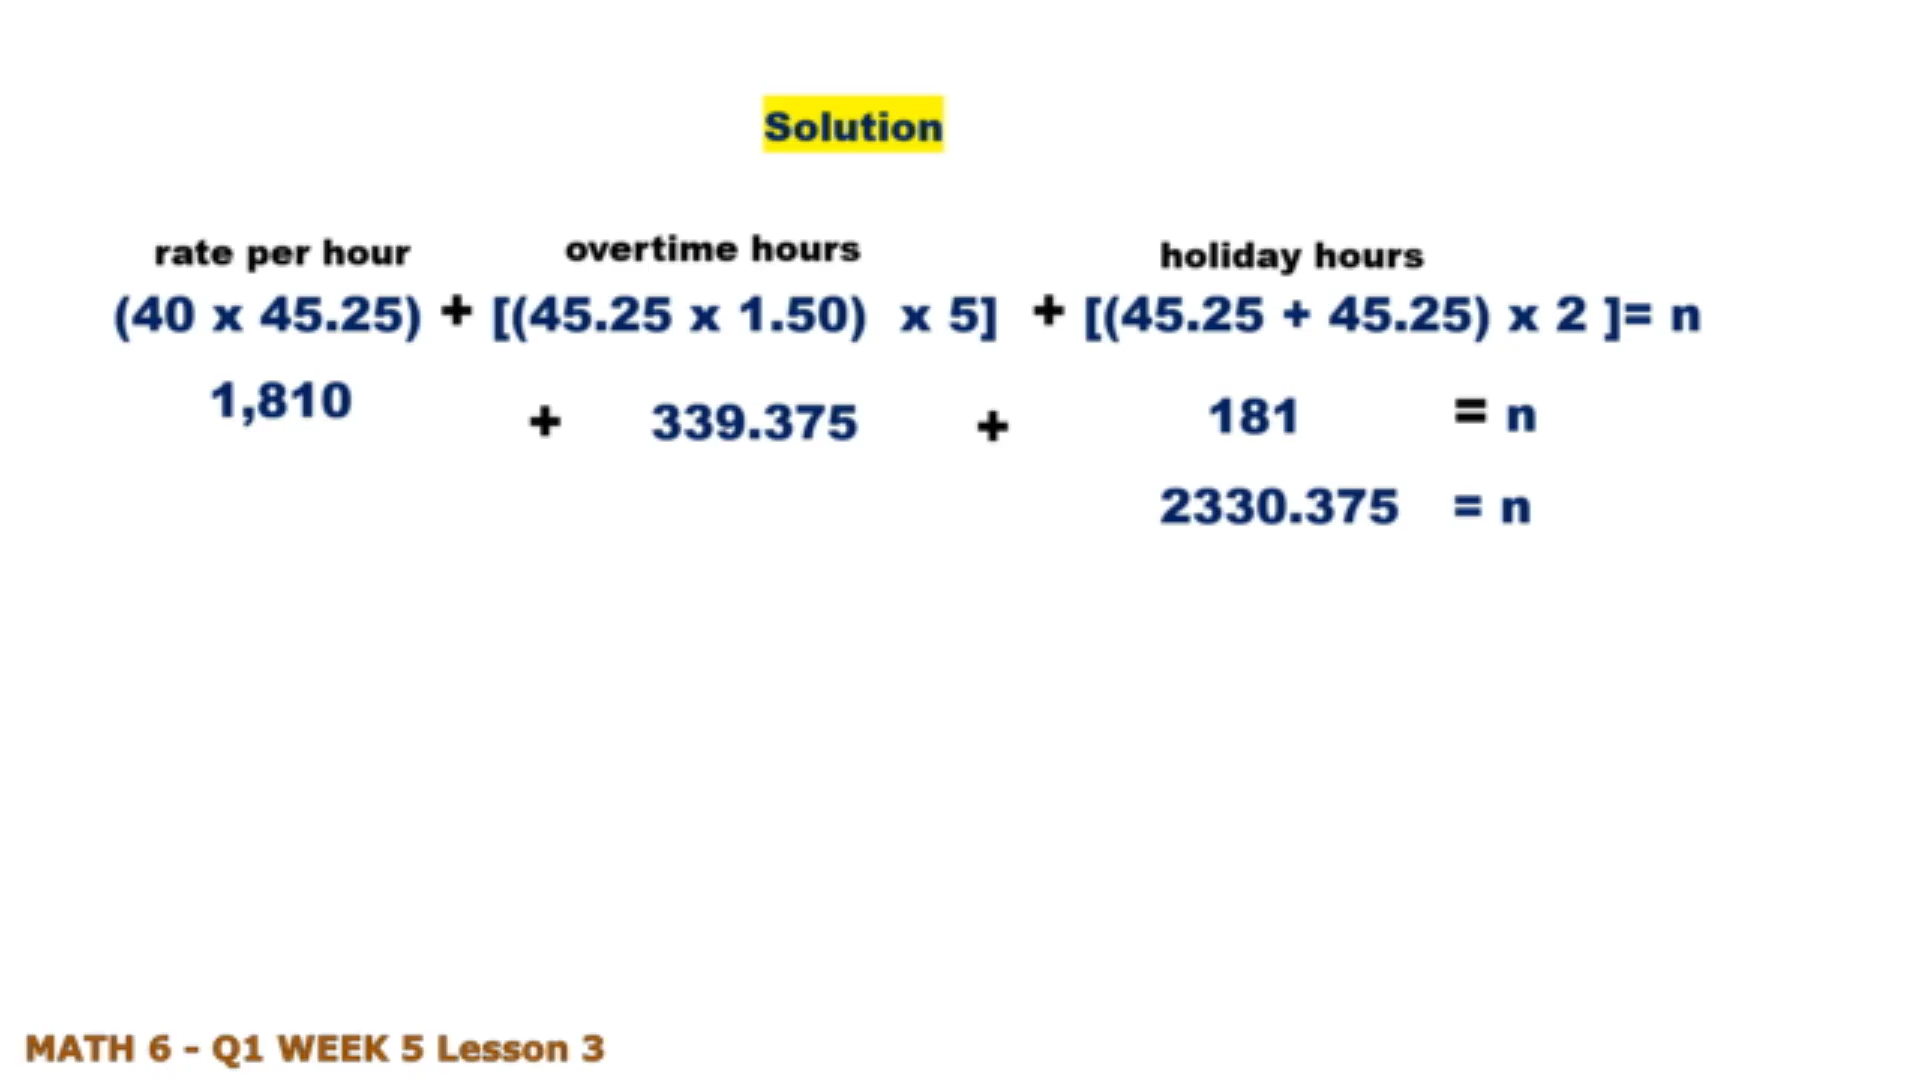 Solution
rate per hour overtime hours holiday hours
(40 x 45.25) + [(45.25 x 1.50) x 5] + [(45.25 + 45.25) x 2 ]= n
1,810 + 339.375 + 181 = n
2330.375 = n
MATH 6 - Q1 WEEK 5 Lesson 3